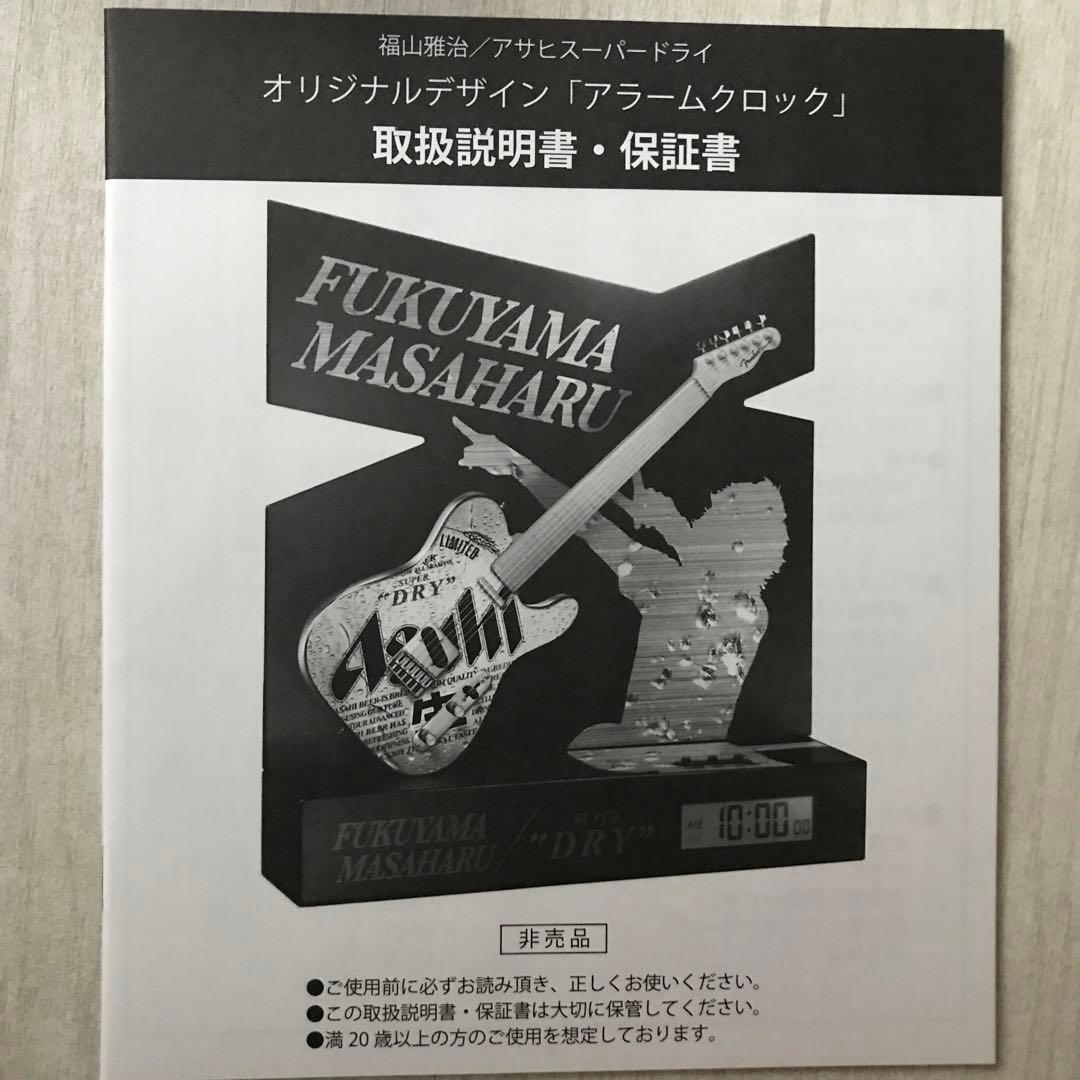 福山雅治／アサヒスーパードライ
オリジナルデザイン「アラームクロック」
取扱説明書・保証書
FUKUYAMA
MASAHARU
Fender
LIMITED
SUPER
"DRY"
Asahi
FUKUYAMA
MASAHARU
SUPER
"DRY"
AM 10:00 00
非売品
●ご使用前に必ずお読み頂き、正しくお使いください。
●この取扱説明書・保証書は大切に保管してください。
●満20歳以上の方のご使用を想定しております。